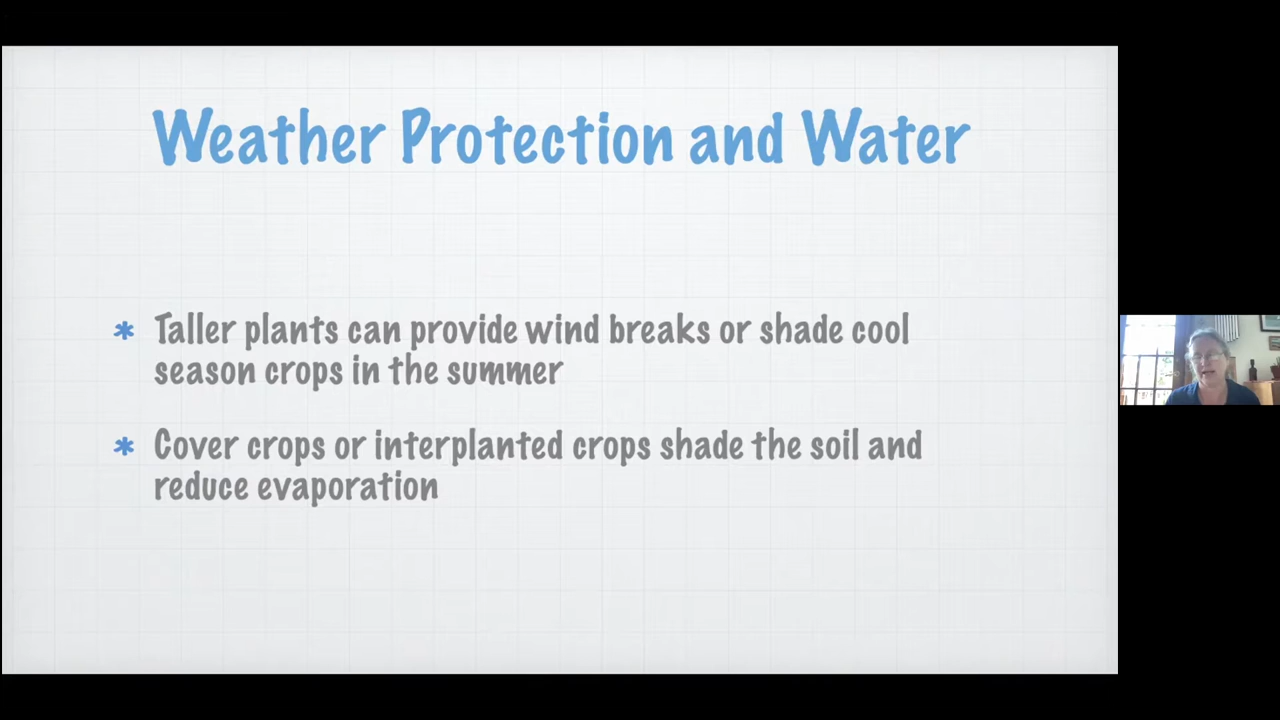 Weather Protection and Water
* Taller plants can provide wind breaks or shade cool
season crops in the summer
* Cover crops or interplanted crops shade the soil and
reduce evaporation